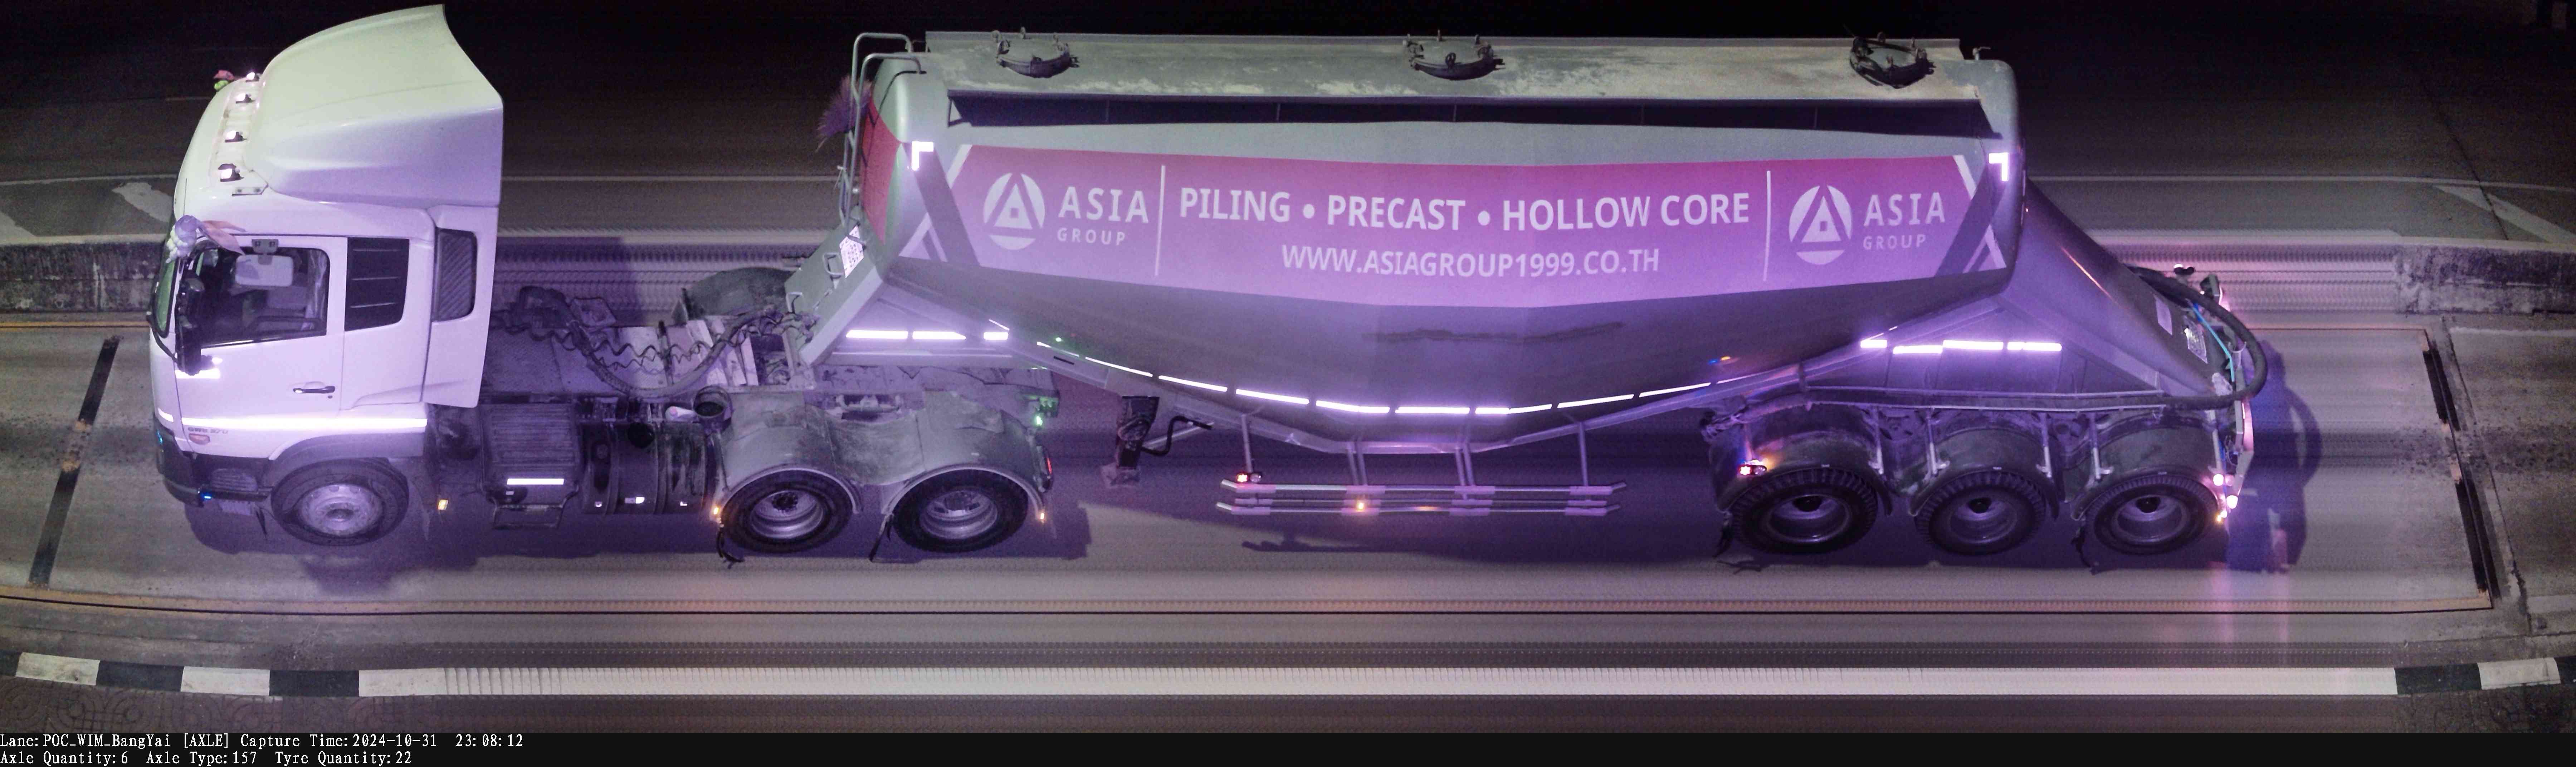 ASIA
GROUP
PILING • PRECAST • HOLLOW CORE
WWW.ASIAGROUP1999.CO.TH
ASIA
GROUP
Lane:POC_WIM_BangYai [AXLE] Capture Time:2024-10-31 23:08:12
Axle Quantity:6 Axle Type:157 Tyre Quantity:22